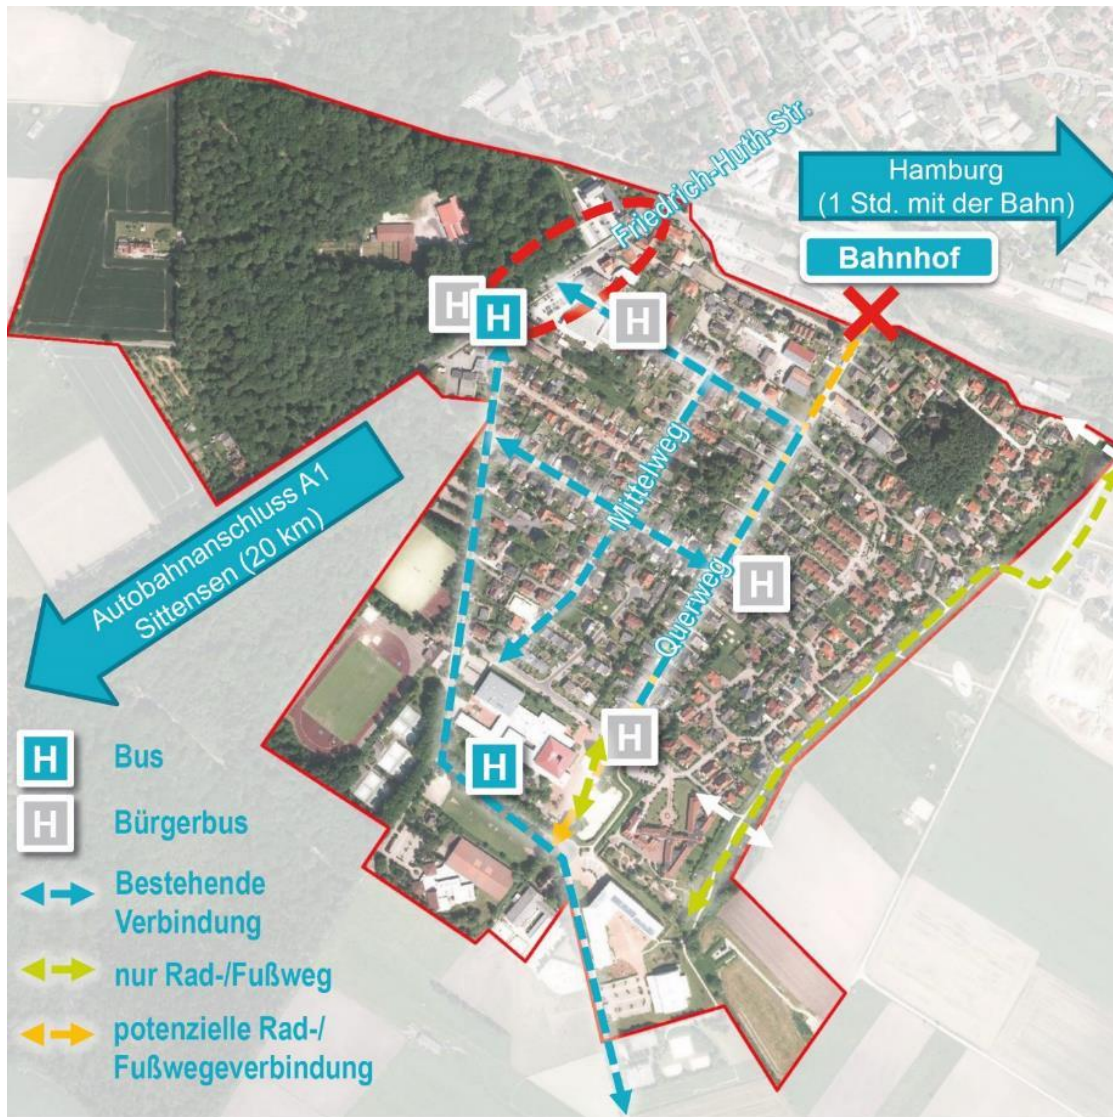 Friedrich-Huth-Str.
Hamburg
(1 Std. mit der Bahn)
Bahnhof
H
H
H
Mittelweg
Autobahnanschluss A1
Sittensen (20 km)
H
Querweg
H
H
H
Bus
H
Bürgerbus
Bestehende
Verbindung
nur Rad-/Fußweg
potenzielle Rad-/
Fußwegeverbindung